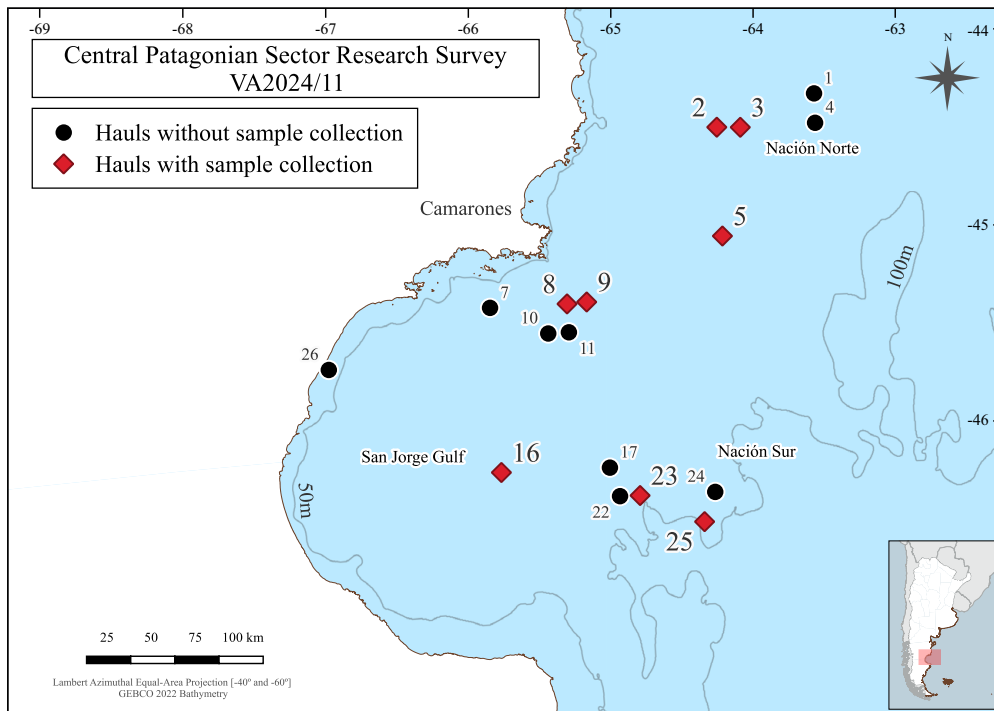 -69 -68 -67 -66 -65 -64 -63 -44
Central Patagonian Sector Research Survey
VA2024/11
N
Hauls without sample collection
Hauls with sample collection
1
4
2 3
Nación Norte
Camarones
5
-45
100m
7
8 9
10
11
26
-46
San Jorge Gulf
16
17
Nación Sur
23
24
22
25
50m
25 50 75 100 km
Lambert Azimuthal Equal-Area Projection [-40º and -60º]
GEBCO 2022 Bathymetry